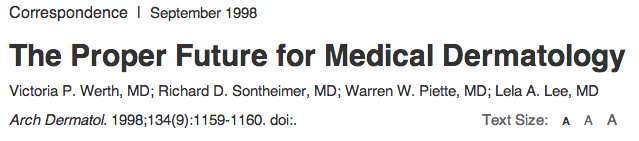 Correspondence | September 1998
The Proper Future for Medical Dermatology
Victoria P. Werth, MD; Richard D. Sontheimer, MD; Warren W. Piette, MD; Lela A. Lee, MD
Arch Dermatol. 1998;134(9):1159-1160. doi:. Text Size: A A A